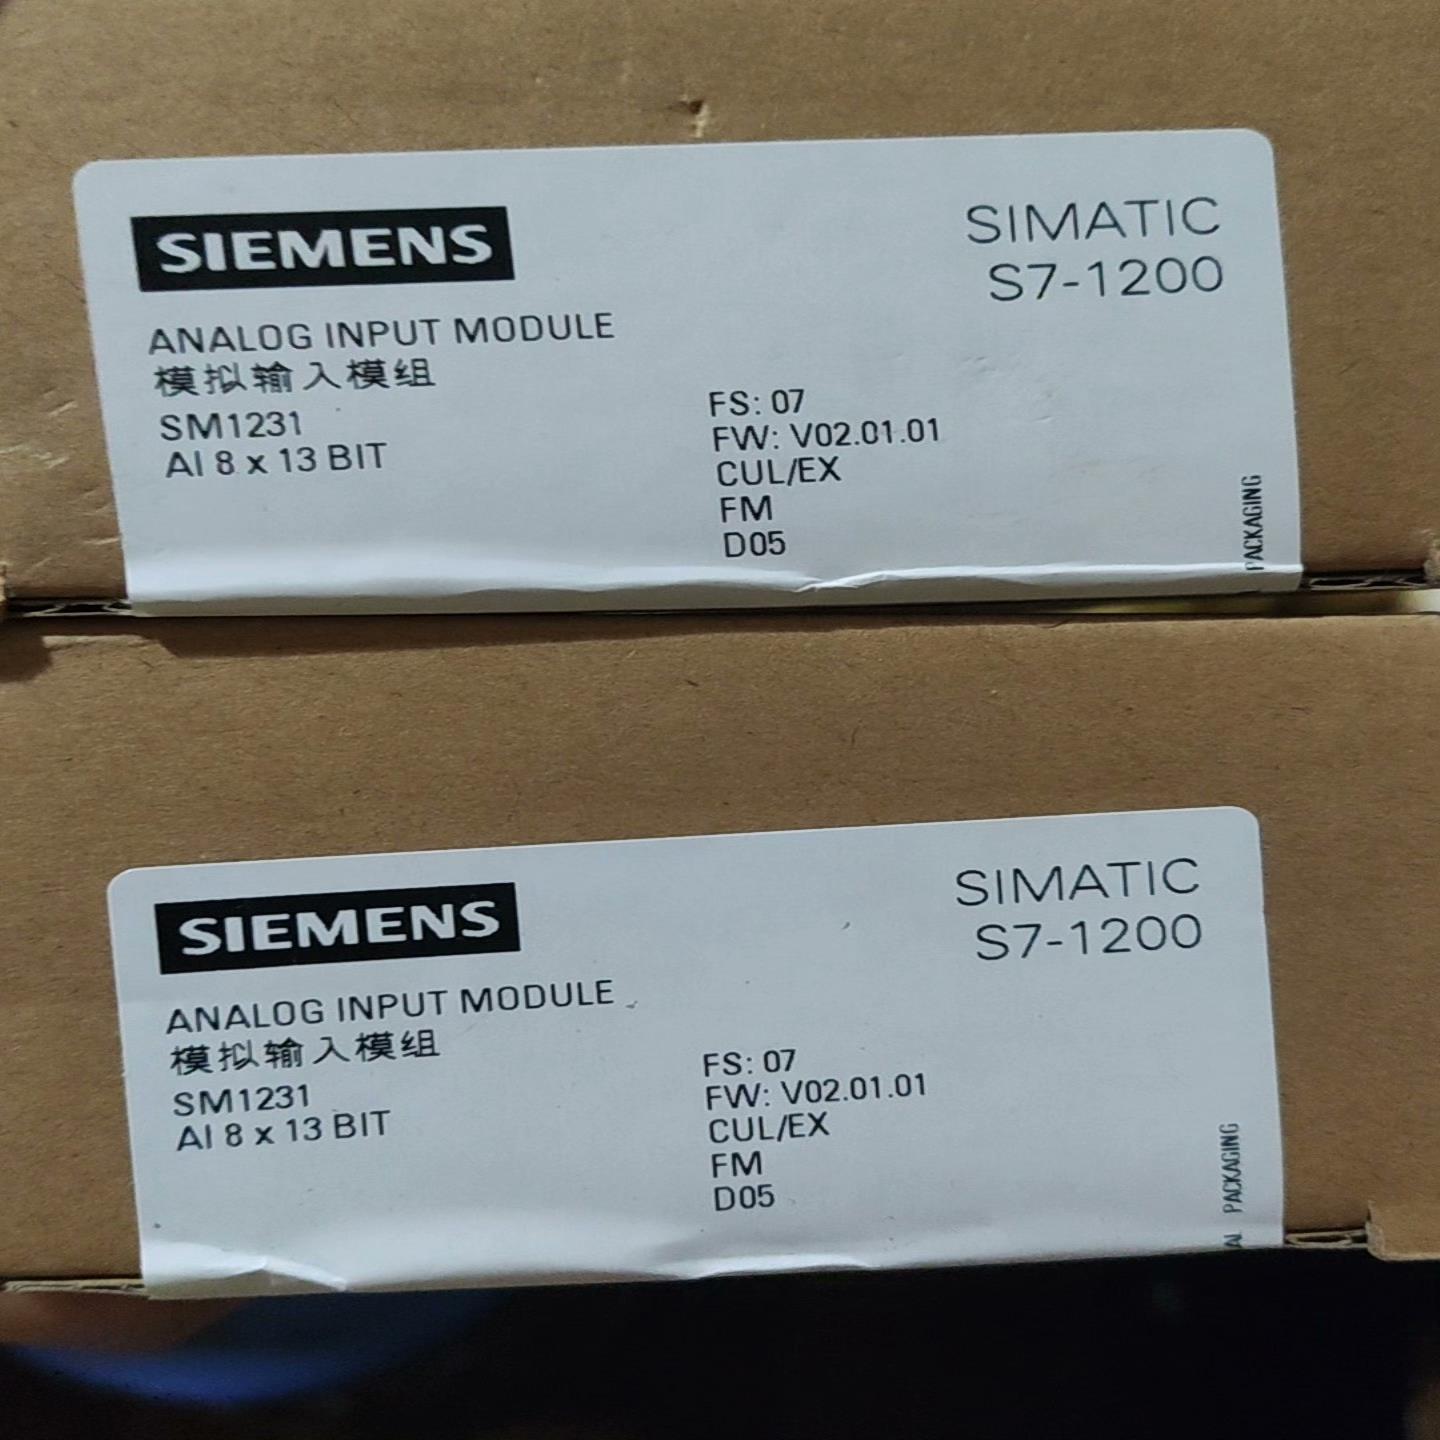 SIEMENS
SIMATIC
S7-1200
ANALOG INPUT MODULE
模拟输入模组
SM1231
AI 8 x 13 BIT
FS: 07
FW: V02.01.01
CUL/EX
FM
D05
PACKAGING
SIEMENS
SIMATIC
S7-1200
ANALOG INPUT MODULE
模拟输入模组
SM1231
AI 8 x 13 BIT
FS: 07
FW: V02.01.01
CUL/EX
FM
D05
PACKAGING